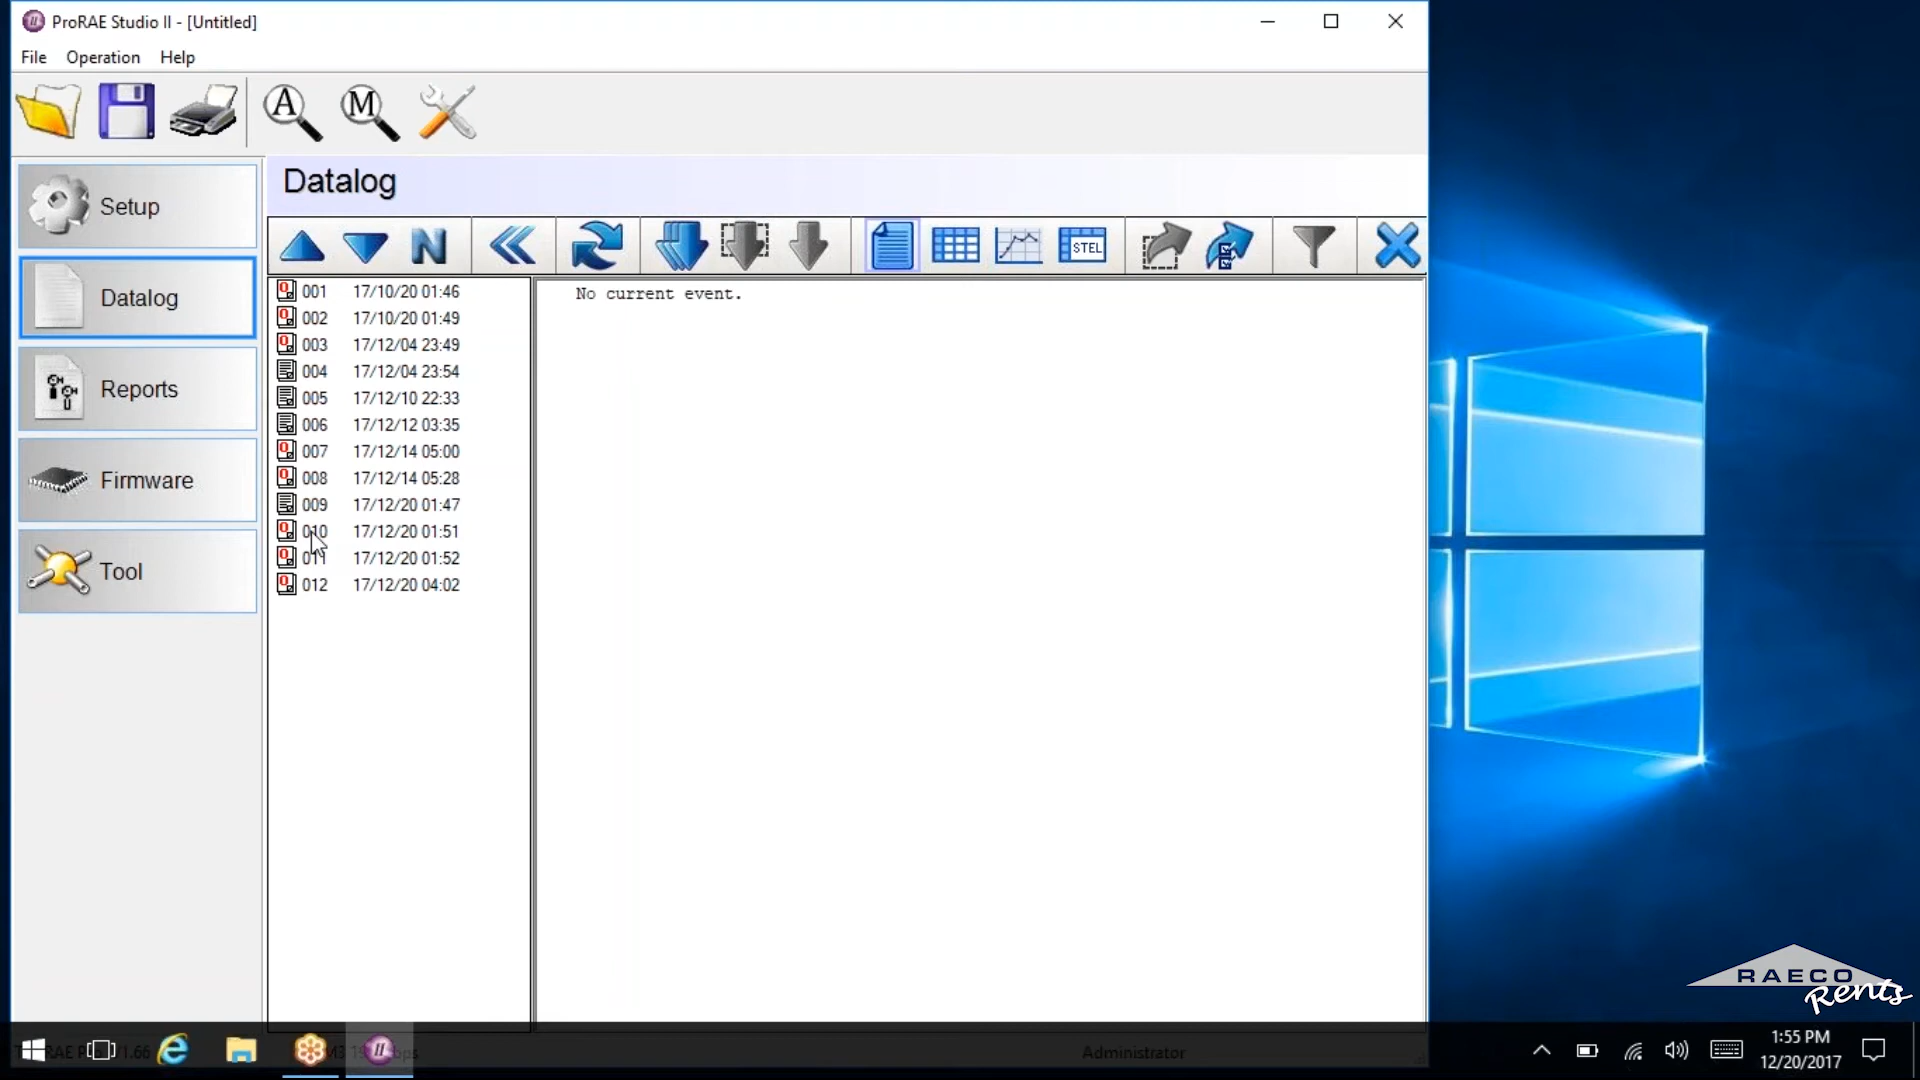 ProRAE Studio II - [Untitled]
File Operation Help
A M
Setup
Datalog
Reports
Firmware
Tool
Datalog
N
STEL
001 17/10/20 01:46
002 17/10/20 01:49
003 17/12/04 23:49
004 17/12/04 23:54
005 17/12/10 22:33
006 17/12/12 03:35
007 17/12/14 05:00
008 17/12/14 05:28
009 17/12/20 01:47
010 17/12/20 01:51
011 17/12/20 01:52
012 17/12/20 04:02
No current event.
RAECO
Rents
Administrator
1:55 PM
12/20/2017